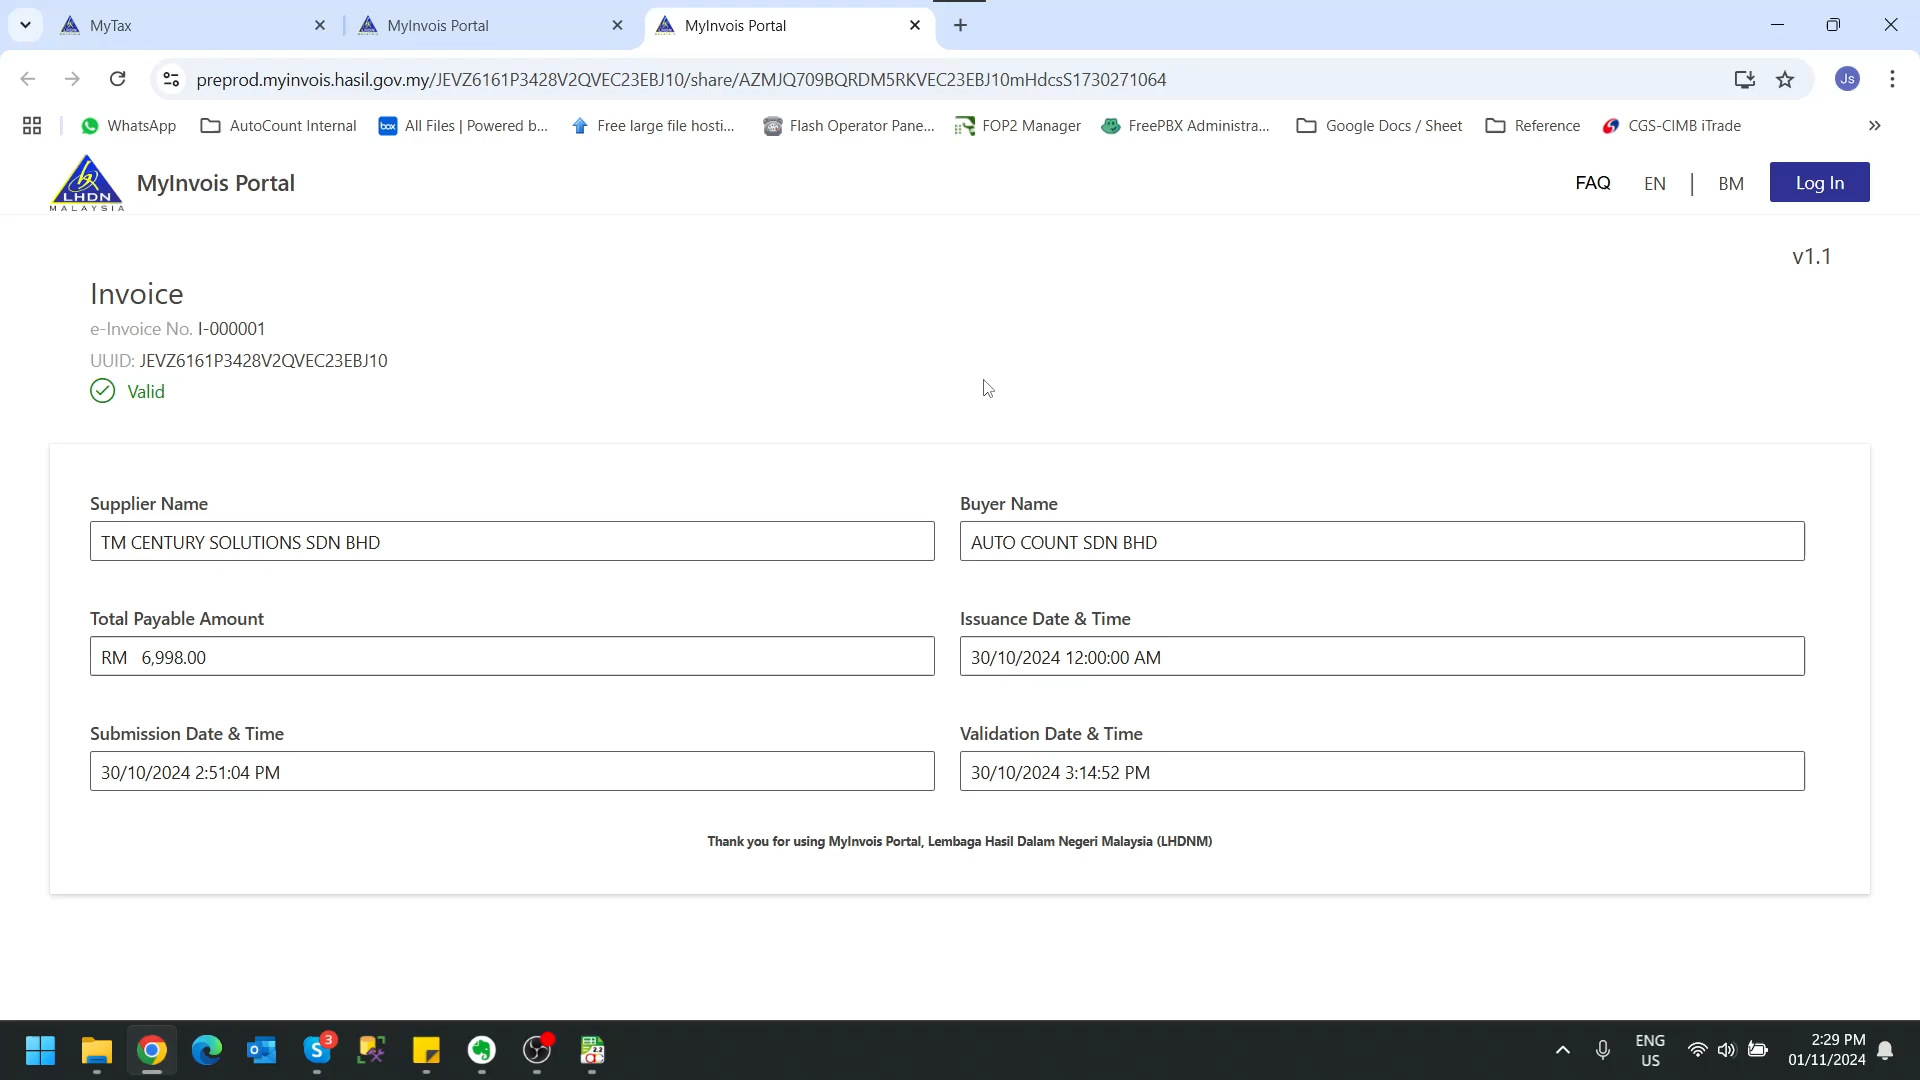 MyTax
MyInvois Portal
MyInvois Portal
preprod.myinvois.hasil.gov.my/JEVZ6161P3428V2QVEC23EBJ10/share/AZMJQ709BQRDM5RKVEC23EBJ10mHdcsS1730271064
Js
WhatsApp
AutoCount Internal
box
All Files | Powered b...
Free large file hosti...
Flash Operator Pane...
FOP2 Manager
FreePBX Administra...
Google Docs / Sheet
Reference
CGS-CIMB iTrade
LHDN
MALAYSIA
MyInvois Portal
FAQ
EN | BM
Log In
v1.1
Invoice
e-Invoice No. I-000001
UUID: JEVZ6161P3428V2QVEC23EBJ10
Valid
Supplier Name
TM CENTURY SOLUTIONS SDN BHD
Buyer Name
AUTO COUNT SDN BHD
Total Payable Amount
RM 6,998.00
Issuance Date & Time
30/10/2024 12:00:00 AM
Submission Date & Time
30/10/2024 2:51:04 PM
Validation Date & Time
30/10/2024 3:14:52 PM
Thank you for using MyInvois Portal, Lembaga Hasil Dalam Negeri Malaysia (LHDNM)
3
2.2
ENG
US
2:29 PM
01/11/2024